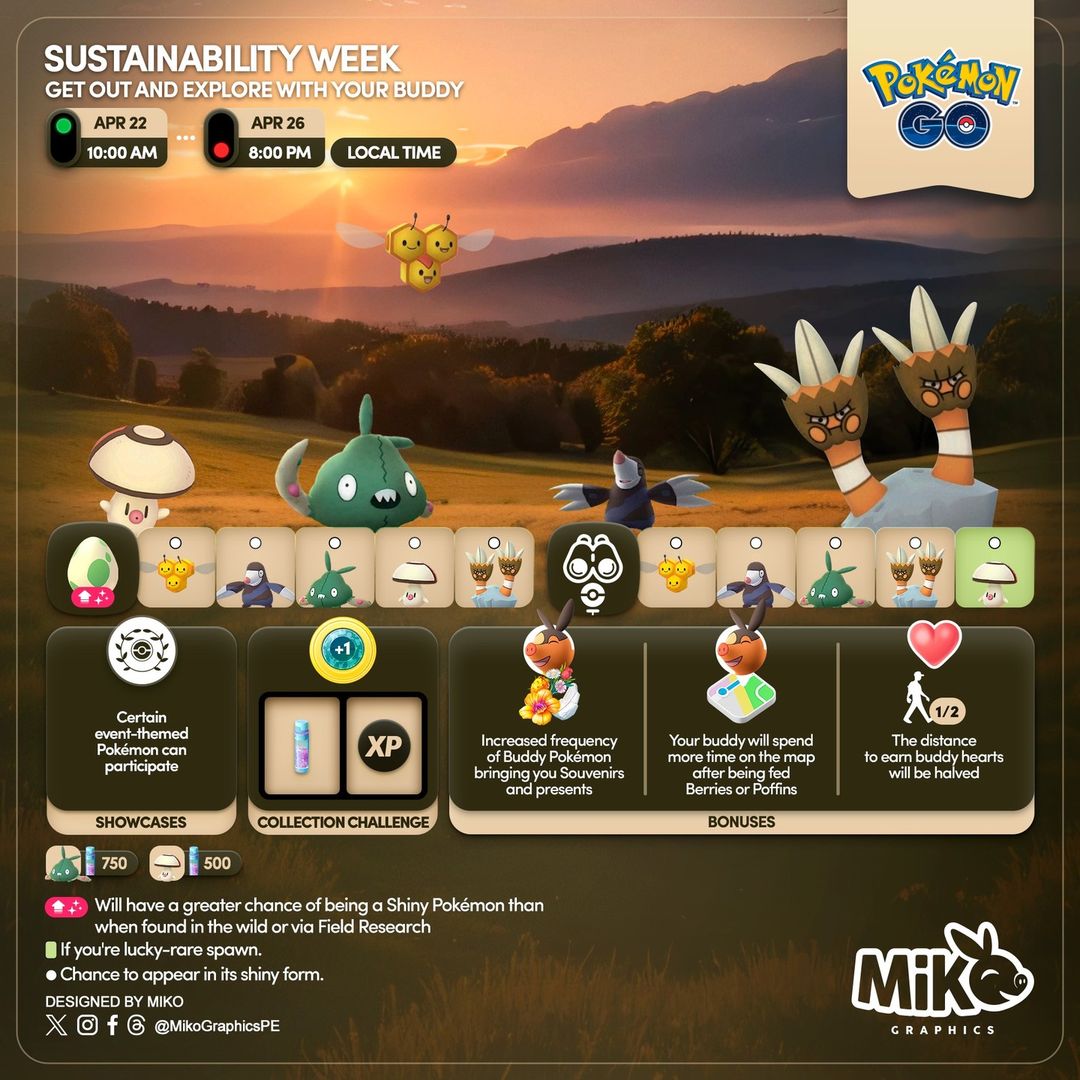 SUSTAINABILITY WEEK
GET OUT AND EXPLORE WITH YOUR BUDDY
APR 22
10:00 AM
...
APR 26
8:00 PM
LOCAL TIME
POKÉMON
GO
™
Certain
event-themed
Pokémon can
participate
SHOWCASES
+1
XP
COLLECTION CHALLENGE
Increased frequency
of Buddy Pokémon
bringing you Souvenirs
and presents
Your buddy will spend
more time on the map
after being fed
Berries or Poffins
1/2
The distance
to earn buddy hearts
will be halved
BONUSES
750
500
Will have a greater chance of being a Shiny Pokémon than
when found in the wild or via Field Research
If you're lucky-rare spawn.
Chance to appear in its shiny form.
DESIGNED BY MIKO
@MikoGraphicsPE
MiKO
GRAPHICS